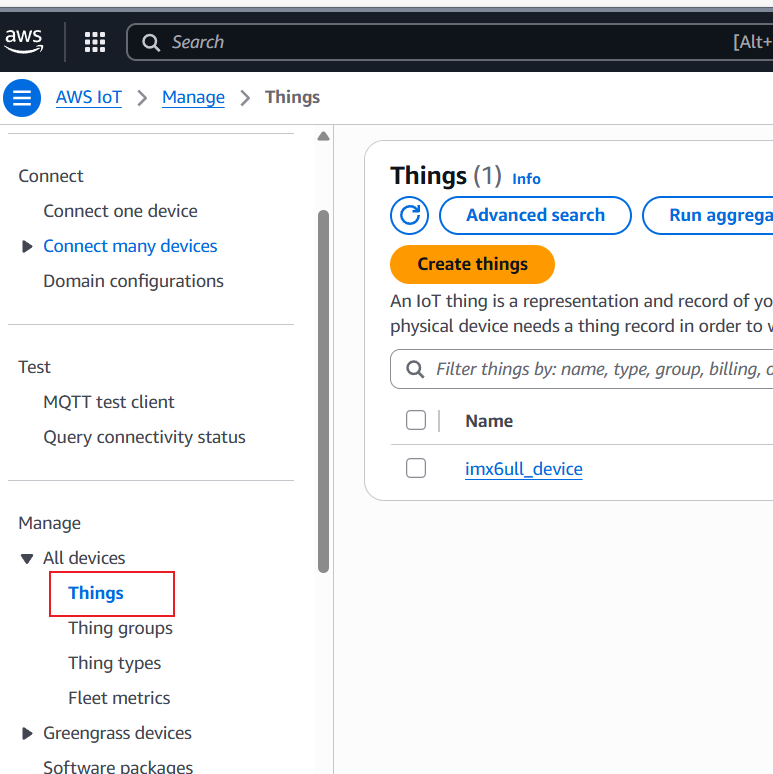 aws
Search
[Alt+
AWS IoT > Manage > Things
Connect
Connect one device
Connect many devices
Domain configurations
Test
MQTT test client
Query connectivity status
Manage
All devices
Things
Thing groups
Thing types
Fleet metrics
Greengrass devices
Software packages
Things (1) Info
Advanced search
Run aggrega
Create things
An IoT thing is a representation and record of yo
physical device needs a thing record in order to w
Filter things by: name, type, group, billing, o
Name
imx6ull_device